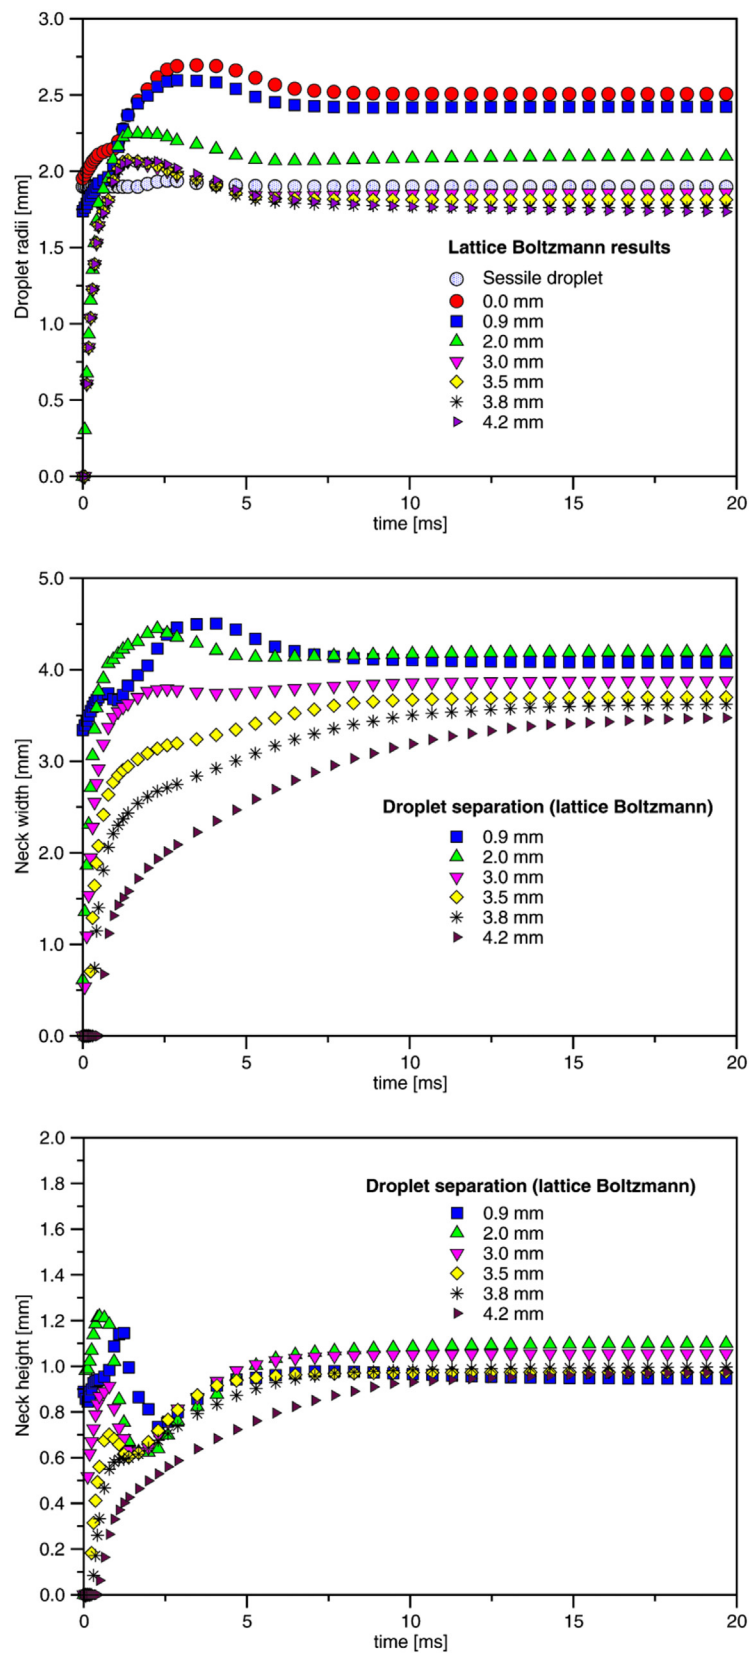 3.0
2.5
2.0
1.5
1.0
0.5
0.0
Droplet radii [mm]
Lattice Boltzmann results
Sessile droplet
0.0 mm
0.9 mm
2.0 mm
3.0 mm
3.5 mm
3.8 mm
4.2 mm
0 5 10 15 20
time [ms]
5.0
4.0
3.0
2.0
1.0
0.0
Neck width [mm]
Droplet separation (lattice Boltzmann)
0.9 mm
2.0 mm
3.0 mm
3.5 mm
3.8 mm
4.2 mm
0 5 10 15 20
time [ms]
2.0
1.8
1.6
1.4
1.2
1.0
0.8
0.6
0.4
0.2
0.0
Neck height [mm]
Droplet separation (lattice Boltzmann)
0.9 mm
2.0 mm
3.0 mm
3.5 mm
3.8 mm
4.2 mm
0 5 10 15 20
time [ms]